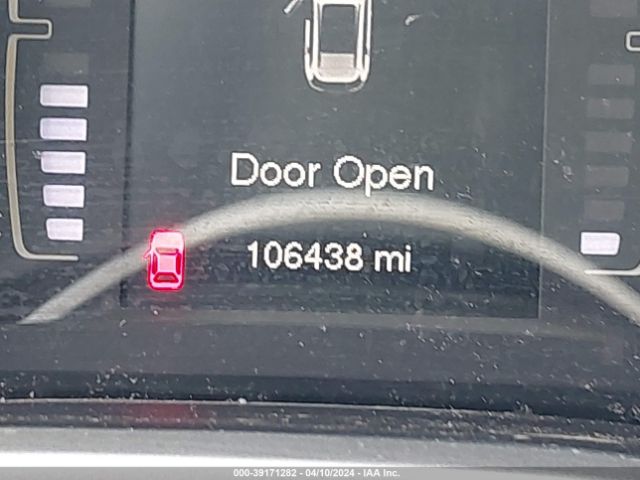 Door Open
106438 mi
000-39171282 - 04/10/2024 - IAA Inc.